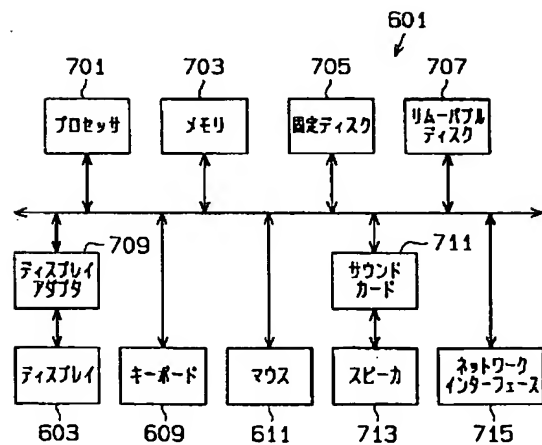 601
701
703
705
707
プロセッサ
メモリ
固定ディスク
リムーバブル
ディスク
709
711
ディスプレイ
アダプタ
サウンド
カード
ディスプレイ
キーボード
マウス
スピーカ
ネットワーク
インターフェース
603
609
611
713
715